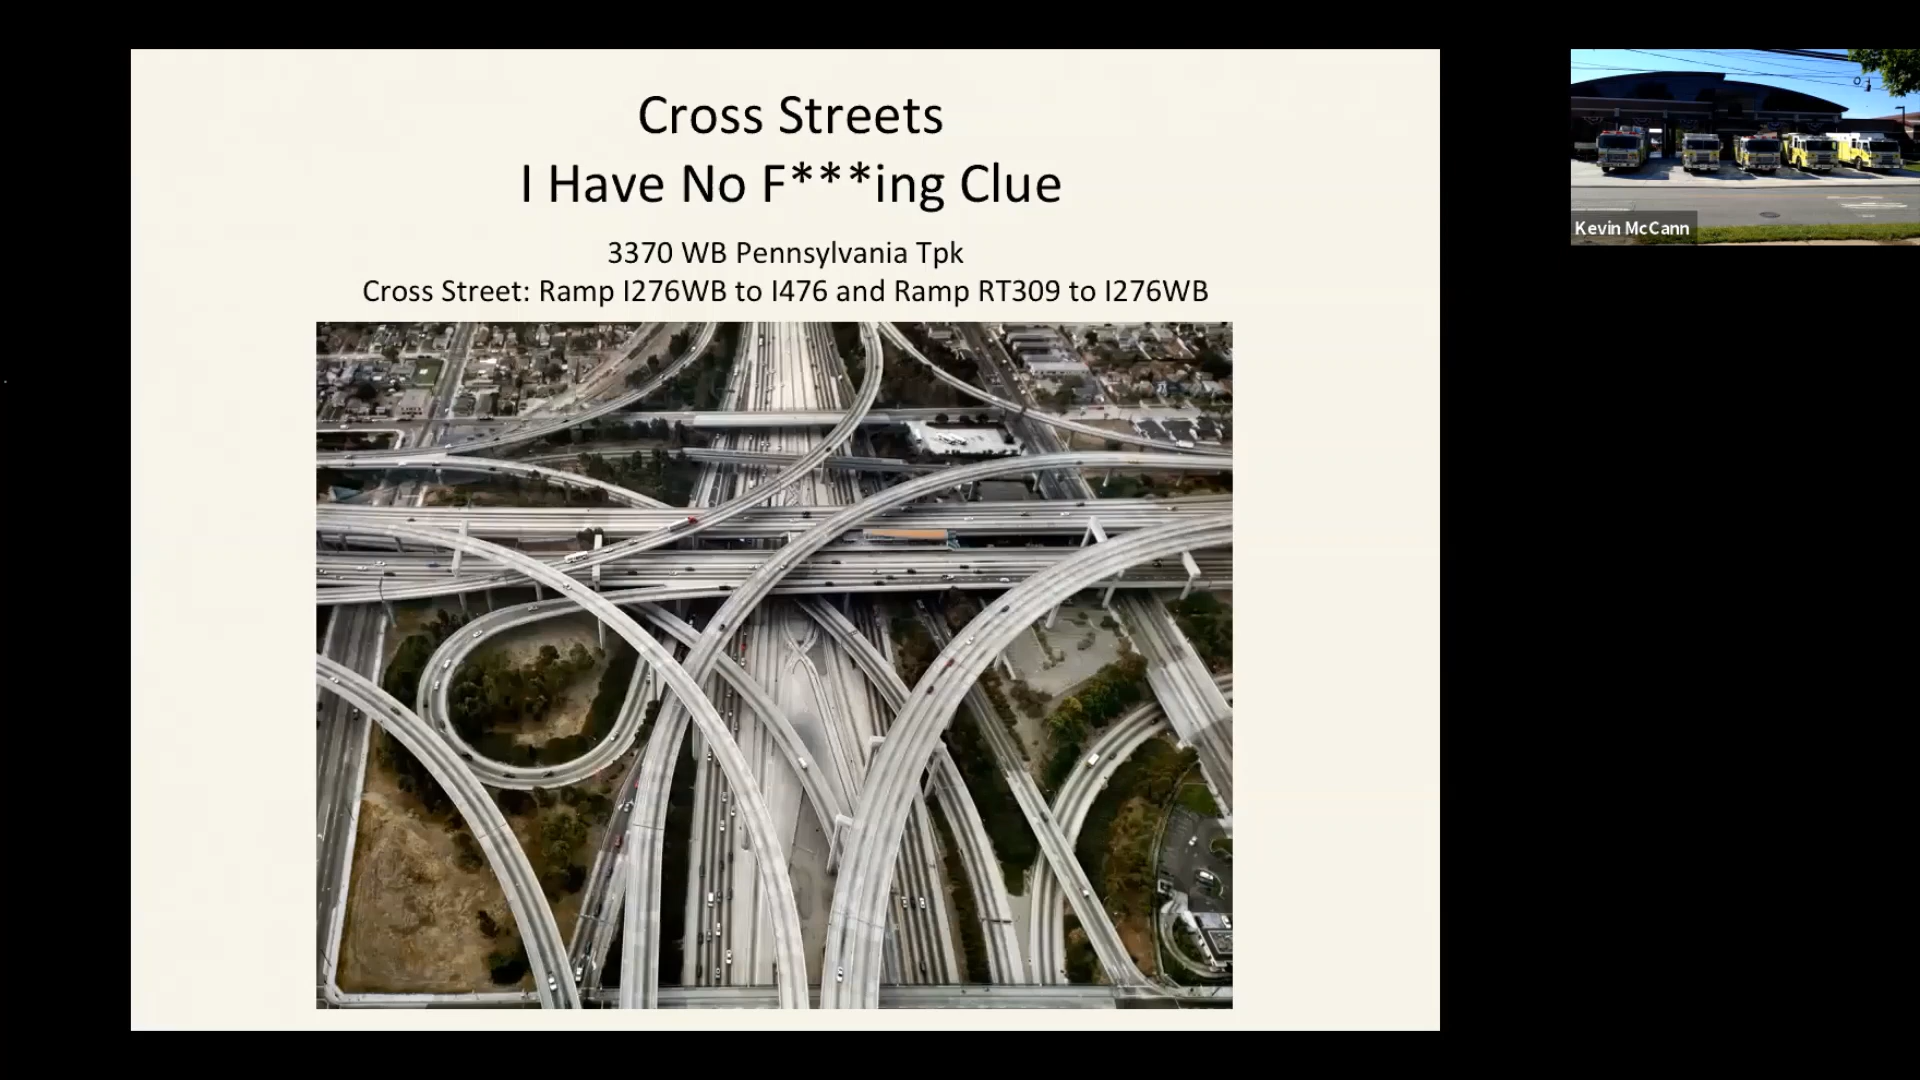 Cross Streets
I Have No F***ing Clue
3370 WB Pennsylvania Tpk
Cross Street: Ramp I276WB to I476 and Ramp RT309 to I276WB
Kevin McCann